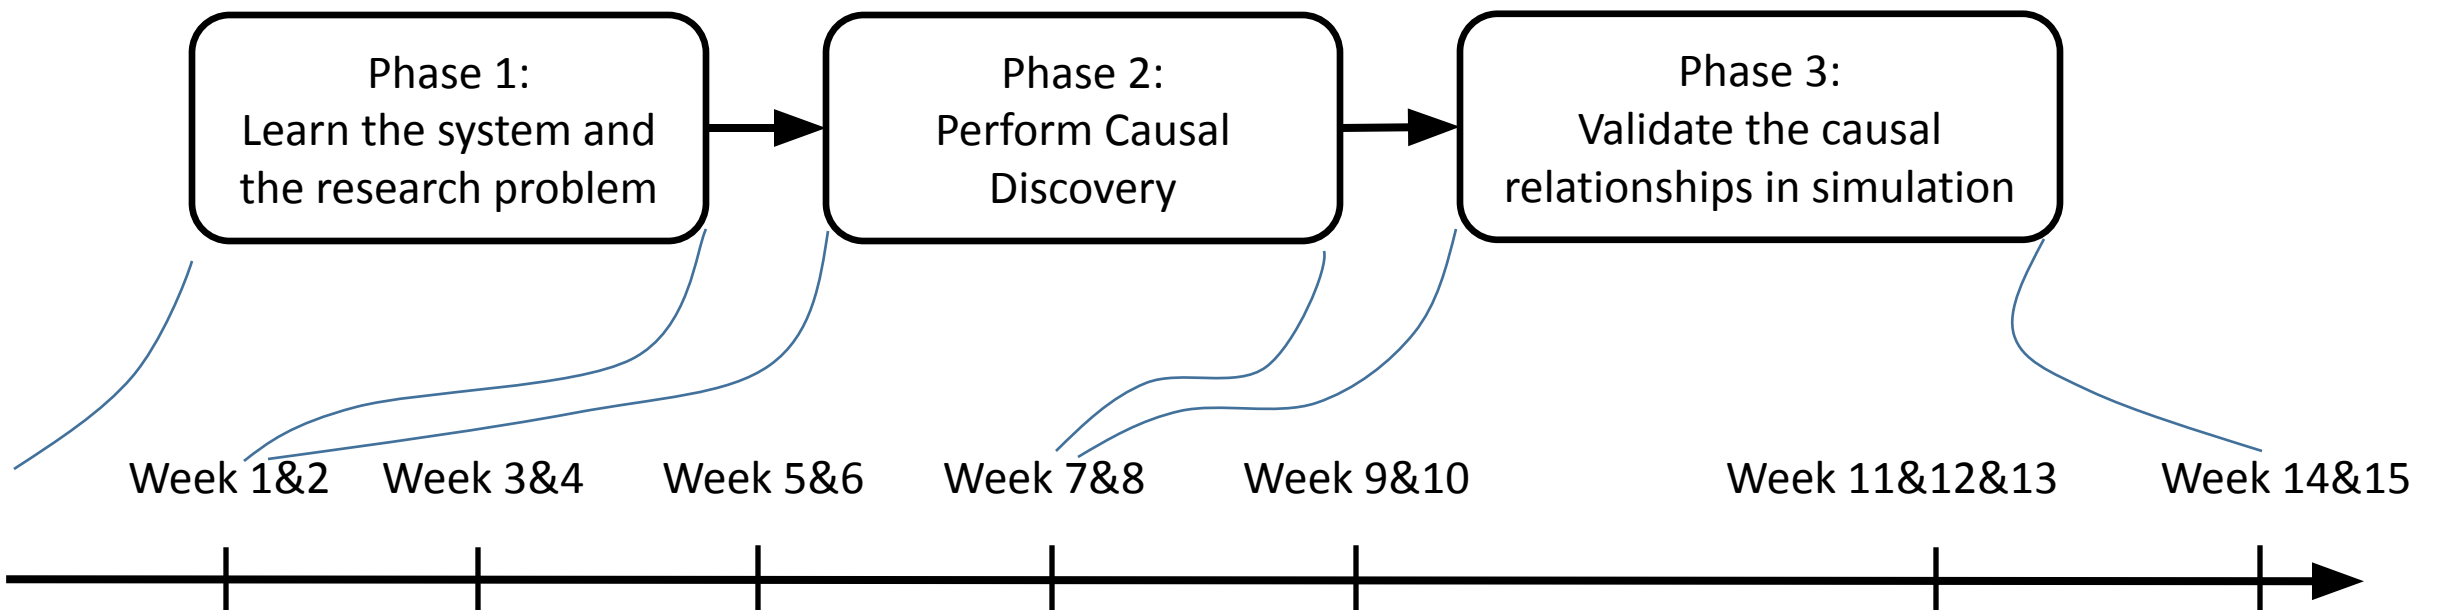 Phase 1:
Learn the system and
the research problem
Phase 2:
Perform Causal
Discovery
Phase 3:
Validate the causal
relationships in simulation
Week 1&2
Week 3&4
Week 5&6
Week 7&8
Week 9&10
Week 11&12&13
Week 14&15